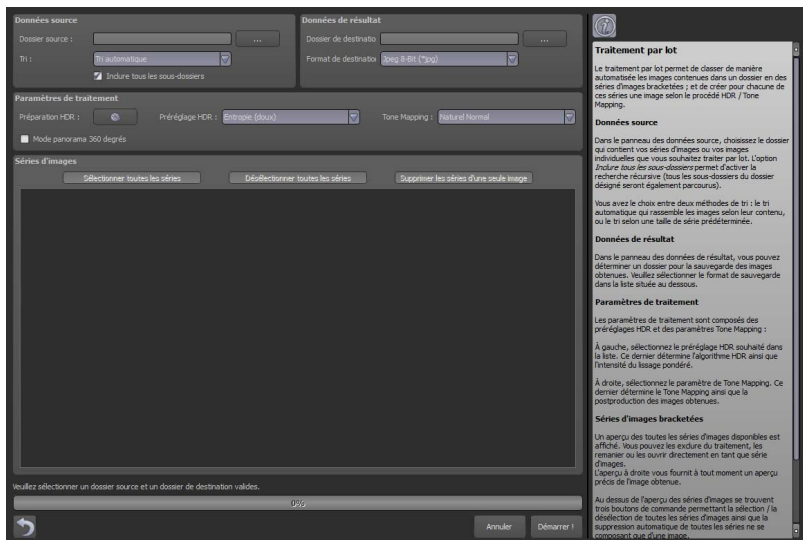 Données source
Dossier source :
...
Tri :
Tri automatique
Inclure tous les sous-dossiers
Données de résultat
Dossier de destinatio
...
Format de destination
Jpeg 8-Bit (*jpg)
Paramètres de traitement
Préparation HDR :
Préréglage HDR :
Entropie (doux)
Tone Mapping :
Naturel Normal
Mode panorama 360 degrés
Séries d'images
Sélectionner toutes les séries
Désélectionner toutes les séries
Supprimer les séries d'une seule image
Veuillez sélectionner un dossier source et un dossier de destination valides.
0%
Annuler
Démarrer !
Traitement par lot
Le traitement par lot permet de classer de manière
automatisée les images contenues dans un dossier en des
séries d'images bracketées ; et de créer pour chacune de
ces séries une image selon le procédé HDR / Tone
Mapping.
Données source
Dans le panneau des données source, choisissez le dossier
qui contient vos séries d'images ou vos images
individuelles que vous souhaitez traiter par lot. L'option
Indure tous les sous-dossiers permet d'activer la
recherche récursive (tous les sous-dossiers du dossier
désigné seront également parcourus).
Vous avez le choix entre deux méthodes de tri : le tri
automatique qui rassemble les images selon leur contenu,
ou le tri selon une taille de série prédéterminée.
Données de résultat
Dans le panneau des données de résultat, vous pouvez
déterminer un dossier pour la sauvegarde des images
obtenues. Veuillez sélectionner le format de sauvegarde
dans la liste située au dessous.
Paramètres de traitement
Les paramètres de traitement sont composés des
préréglages HDR et des paramètres Tone Mapping :
À gauche, sélectionnez le préréglage HDR souhaité dans
la liste. Ce dernier détermine l'algorithme HDR ainsi que
l'intensité du lissage pondéré.
À droite, sélectionnez le paramètre de Tone Mapping. Ce
dernier détermine le Tone Mapping ainsi que la
postproduction des images obtenues.
Séries d'images bracketées
Un aperçu des toutes les séries d'images disponibles est
affiché. Vous pouvez les exclure du traitement, les
remanier ou les ouvrir directement en tant que série
d'images.
L'aperçu à droite vous fournit à tout moment un aperçu
précis de l'image obtenue.
Au dessus de l'aperçu des séries d'images se trouvent
trois boutons de commande permettant la sélection / la
désélection de toutes les séries d'images ainsi que la
suppression automatique de toutes les séries ne se
composant que d'une image.